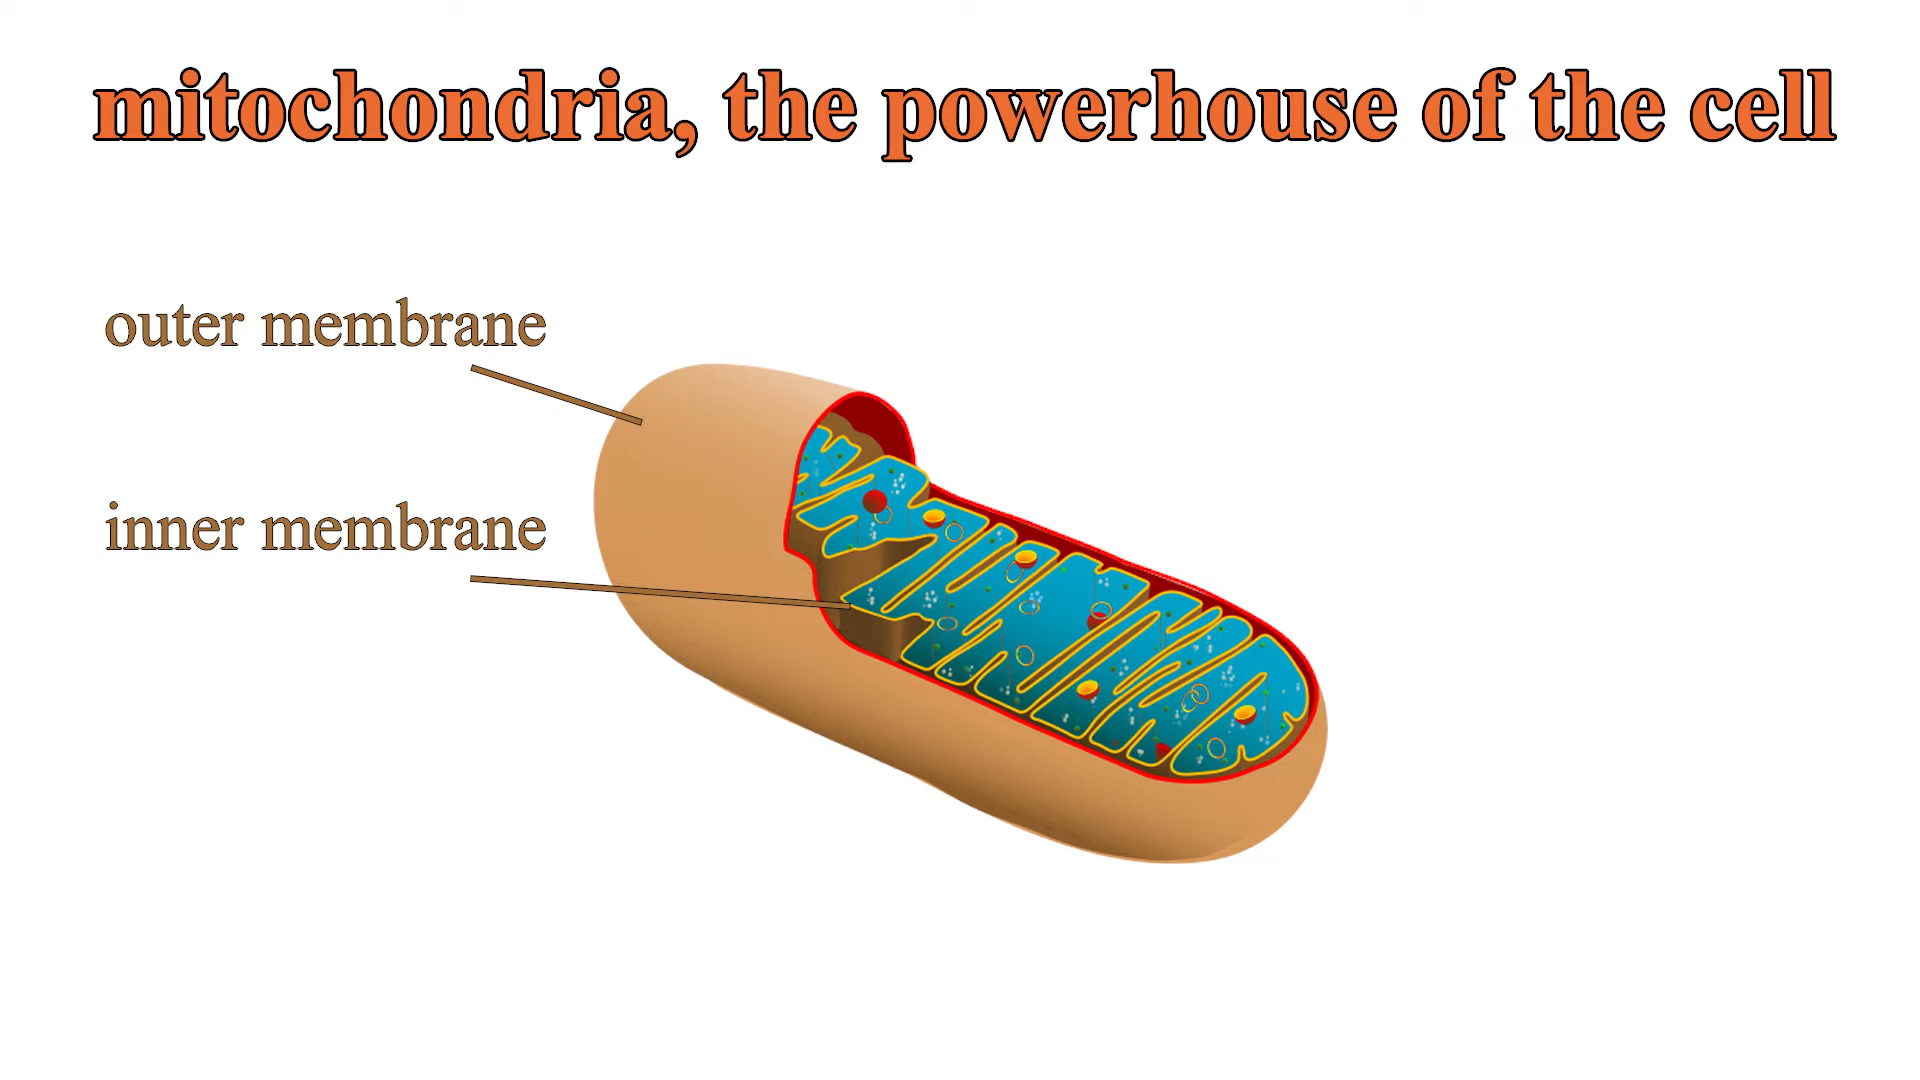 mitochondria, the powerhouse of the cell
outer membrane
inner membrane